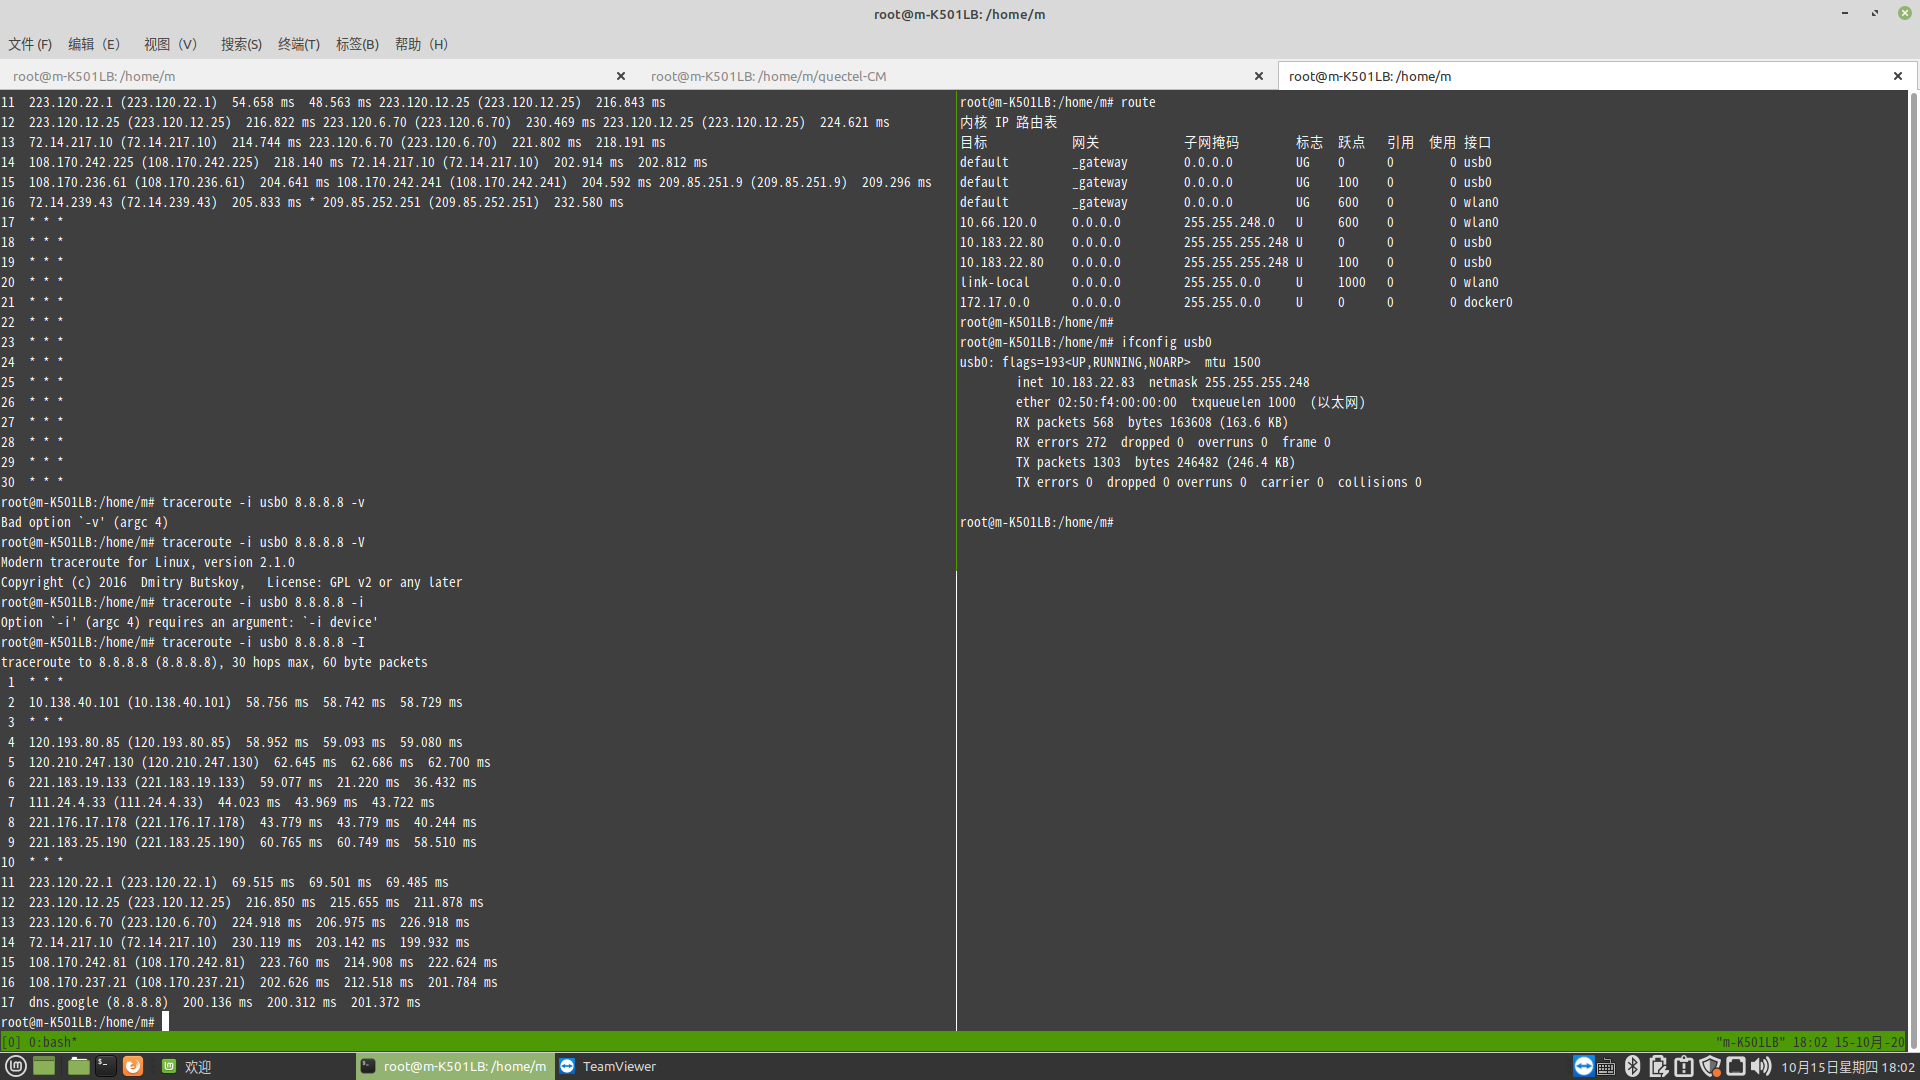 root@m-K501LB: /home/m
文件 (F) 编辑 (E) 视图 (V) 搜索(S) 终端(T) 标签(B) 帮助 (H)
root@m-K501LB: /home/m × root@m-K501LB: /home/m/quectel-CM × root@m-K501LB: /home/m ×
11  223.120.22.1 (223.120.22.1)  54.658 ms  48.563 ms 223.120.12.25 (223.120.12.25)  216.843 ms
12  223.120.12.25 (223.120.12.25)  216.822 ms 223.120.6.70 (223.120.6.70)  230.469 ms 223.120.12.25 (223.120.12.25)  224.621 ms
13  72.14.217.10 (72.14.217.10)  214.744 ms 223.120.6.70 (223.120.6.70)  221.802 ms  218.191 ms
14  108.170.242.225 (108.170.242.225)  218.140 ms 72.14.217.10 (72.14.217.10)  202.914 ms  202.812 ms
15  108.170.236.61 (108.170.236.61)  204.641 ms 108.170.242.241 (108.170.242.241)  204.592 ms 209.85.251.9 (209.85.251.9)  209.296 ms
16  72.14.239.43 (72.14.239.43)  205.833 ms * 209.85.252.251 (209.85.252.251)  232.580 ms
17  * * *
18  * * *
19  * * *
20  * * *
21  * * *
22  * * *
23  * * *
24  * * *
25  * * *
26  * * *
27  * * *
28  * * *
29  * * *
30  * * *
root@m-K501LB:/home/m# traceroute -i usb0 8.8.8.8 -v
Bad option `-v' (argc 4)
root@m-K501LB:/home/m# traceroute -i usb0 8.8.8.8 -V
Modern traceroute for Linux, version 2.1.0
Copyright (c) 2016  Dmitry Butskoy,   License: GPL v2 or any later
root@m-K501LB:/home/m# traceroute -i usb0 8.8.8.8 -i
Option `-i' (argc 4) requires an argument: `-i device'
root@m-K501LB:/home/m# traceroute -i usb0 8.8.8.8 -I
traceroute to 8.8.8.8 (8.8.8.8), 30 hops max, 60 byte packets
1  * * *
2  10.138.40.101 (10.138.40.101)  58.756 ms  58.742 ms  58.729 ms
3  * * *
4  120.193.80.85 (120.193.80.85)  58.952 ms  59.093 ms  59.080 ms
5  120.210.247.130 (120.210.247.130)  62.645 ms  62.686 ms  62.700 ms
6  221.183.19.133 (221.183.19.133)  59.077 ms  21.220 ms  36.432 ms
7  111.24.4.33 (111.24.4.33)  44.023 ms  43.969 ms  43.722 ms
8  221.176.17.178 (221.176.17.178)  43.779 ms  43.779 ms  40.244 ms
9  221.183.25.190 (221.183.25.190)  60.765 ms  60.749 ms  58.510 ms
10  * * *
11  223.120.22.1 (223.120.22.1)  69.515 ms  69.501 ms  69.485 ms
12  223.120.12.25 (223.120.12.25)  216.850 ms  215.655 ms  211.878 ms
13  223.120.6.70 (223.120.6.70)  224.918 ms  206.975 ms  226.918 ms
14  72.14.217.10 (72.14.217.10)  230.119 ms  203.142 ms  199.932 ms
15  108.170.242.81 (108.170.242.81)  223.760 ms  214.908 ms  222.624 ms
16  108.170.237.21 (108.170.237.21)  202.626 ms  212.518 ms  201.784 ms
17  dns.google (8.8.8.8)  200.136 ms  200.312 ms  201.372 ms
root@m-K501LB:/home/m#
root@m-K501LB:/home/m# route
内核 IP 路由表
目标 网关 子网掩码 标志 跃点 引用 使用 接口
default _gateway 0.0.0.0 UG 0 0 0 usb0
default _gateway 0.0.0.0 UG 100 0 0 usb0
default _gateway 0.0.0.0 UG 600 0 0 wlan0
10.66.120.0 0.0.0.0 255.255.248.0 U 600 0 0 wlan0
10.183.22.80 0.0.0.0 255.255.255.248 U 0 0 0 usb0
10.183.22.80 0.0.0.0 255.255.255.248 U 100 0 0 usb0
link-local 0.0.0.0 255.255.0.0 U 1000 0 0 wlan0
172.17.0.0 0.0.0.0 255.255.0.0 U 0 0 0 docker0
root@m-K501LB:/home/m#
root@m-K501LB:/home/m# ifconfig usb0
usb0: flags=193<UP,RUNNING,NOARP>  mtu 1500
inet 10.183.22.83  netmask 255.255.255.248
ether 02:50:f4:00:00:00  txqueuelen 1000  (以太网)
RX packets 568  bytes 163608 (163.6 KB)
RX errors 272  dropped 0  overruns 0  frame 0
TX packets 1303  bytes 246482 (246.4 KB)
TX errors 0  dropped 0 overruns 0  carrier 0  collisions 0
root@m-K501LB:/home/m#
[0] 0:bash* "m-K501LB" 18:02 15-10月-20
欢迎 root@m-K501LB: /home/m TeamViewer 10月15日星期四 18:02